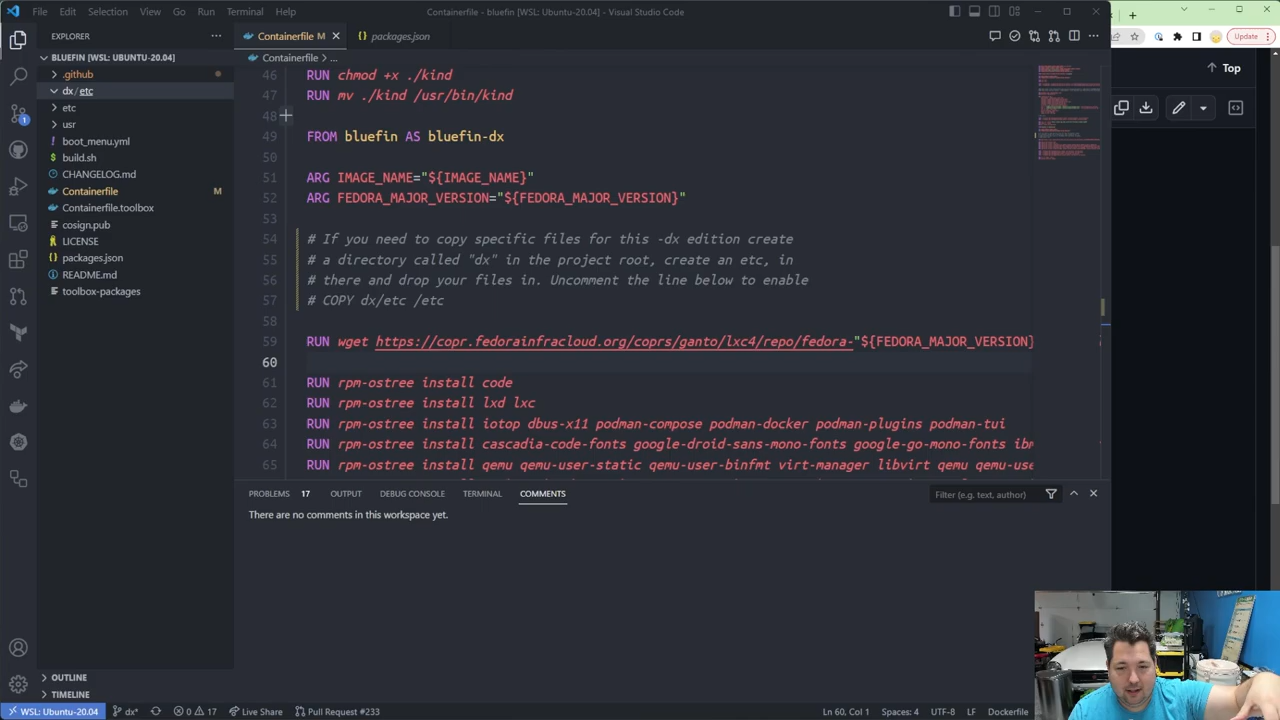 File Edit Selection View Go Run Terminal Help
Containerfile - bluefin [WSL: Ubuntu-20.04] - Visual Studio Code
Update
EXPLORER
Containerfile M
packages.json
BLUEFIN [WSL: UBUNTU-20.04]
Containerfile > ...
.github
dx / etc
etc
usr
boot_menu.yml
build.sh
CHANGELOG.md
Containerfile M
Containerfile.toolbox
cosign.pub
LICENSE
packages.json
README.md
toolbox-packages
46 RUN chmod +x ./kind
RUN ./kind /usr/bin/kind
49 FROM bluefin AS bluefin-dx
50
51 ARG IMAGE_NAME="${IMAGE_NAME}"
52 ARG FEDORA_MAJOR_VERSION="${FEDORA_MAJOR_VERSION}"
53
54 # If you need to copy specific files for this -dx edition create
55 # a directory called "dx" in the project root, create an etc, in
56 # there and drop your files in. Uncomment the line below to enable
57 # COPY dx/etc /etc
58
59 RUN wget https://copr.fedorainfracloud.org/coprs/ganto/lxc4/repo/fedora-"${FEDORA_MAJOR_VERSION}
60
61 RUN rpm-ostree install code
62 RUN rpm-ostree install lxd lxc
63 RUN rpm-ostree install iotop dbus-x11 podman-compose podman-docker podman-plugins podman-tui
64 RUN rpm-ostree install cascadia-code-fonts google-droid-sans-mono-fonts google-go-mono-fonts ibm
65 RUN rpm-ostree install qemu qemu-user-static qemu-user-binfmt virt-manager libvirt qemu qemu-use
Top
PROBLEMS 17 OUTPUT DEBUG CONSOLE TERMINAL COMMENTS
Filter (e.g. text, author)
There are no comments in this workspace yet.
OUTLINE
TIMELINE
WSL: Ubuntu-20.04 dx* 0 17 Live Share Pull Request #233
Ln 60, Col 1 Spaces: 4 UTF-8 LF Dockerfile